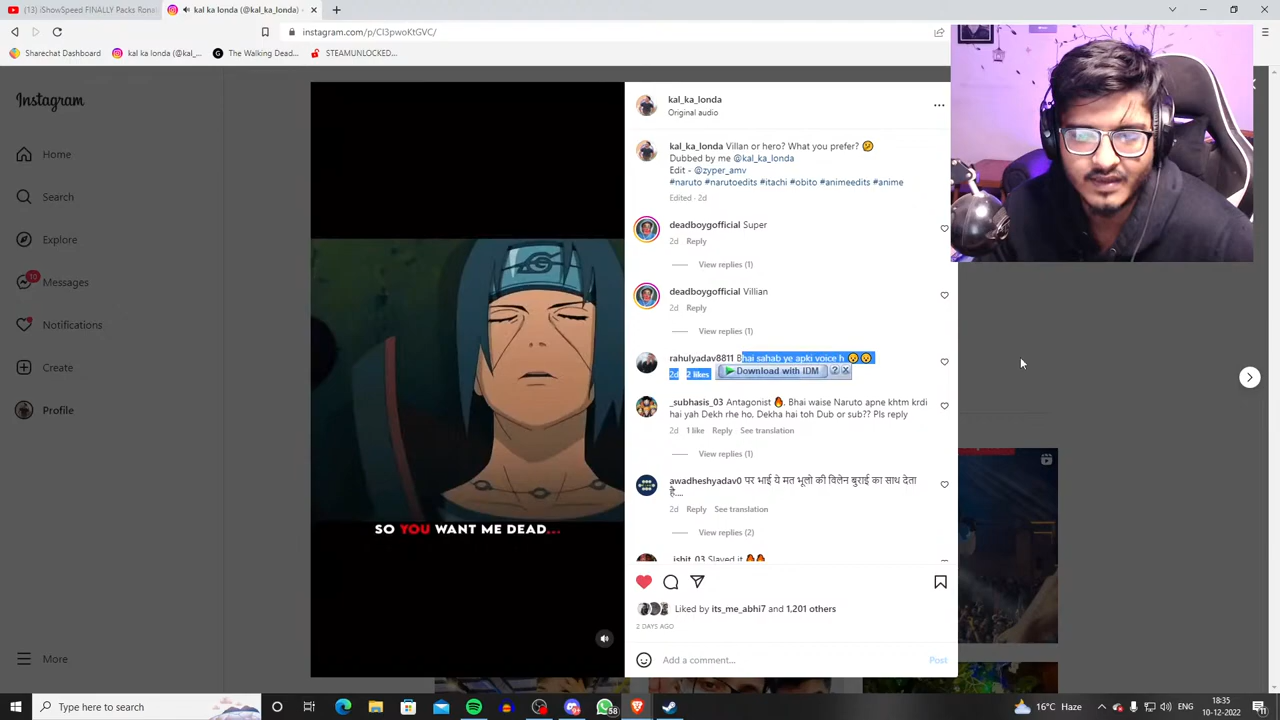 (13) iShowSpeed FINALLY Packs Ronal
kal ka londa (@kal_ka_londa)
instagram.com/p/Cl3pwoKtGVC/
Sharechat Dashboard
kal ka londa (@kal_...
The Walking Dead...
STEAMUNLOCKED...
Instagram
Home
Search
Explore
10
Messages
Notifications
Create
Profile
More
SO YOU WANT ME DEAD...
kal_ka_londa
Original audio
kal_ka_londa Villan or hero? What you prefer? 🤔
Dubbed by me @kal_ka_londa
Edit - @zyper_amv
#naruto #narutoedits #itachi #obito #animeedits #anime
Edited · 2d
deadboygofficial Super
2d Reply
View replies (1)
deadboygofficial Villian
2d Reply
View replies (1)
rahulyadav8811 Bhai sahab ye apki voice h 😮😮
2d 2 likes Download with IDM ? X
_subhasis_03 Antagonist 🔥. Bhai waise Naruto apne khtm krdi
hai yah Dekh rhe ho, Dekha hai toh Dub or sub?? Pls reply
2d 1 like Reply See translation
View replies (1)
awadheshyadav0 पर भाई ये मत भूलो की विलेन बुराई का साथ देता
है....
2d Reply See translation
View replies (2)
_ishit_03 Slayed it 🔥🔥
Liked by its_me_abhi7 and 1,201 others
2 DAYS AGO
Add a comment...
Post
Type here to search
58
16°C Haze
ENG
18:35
10-12-2022